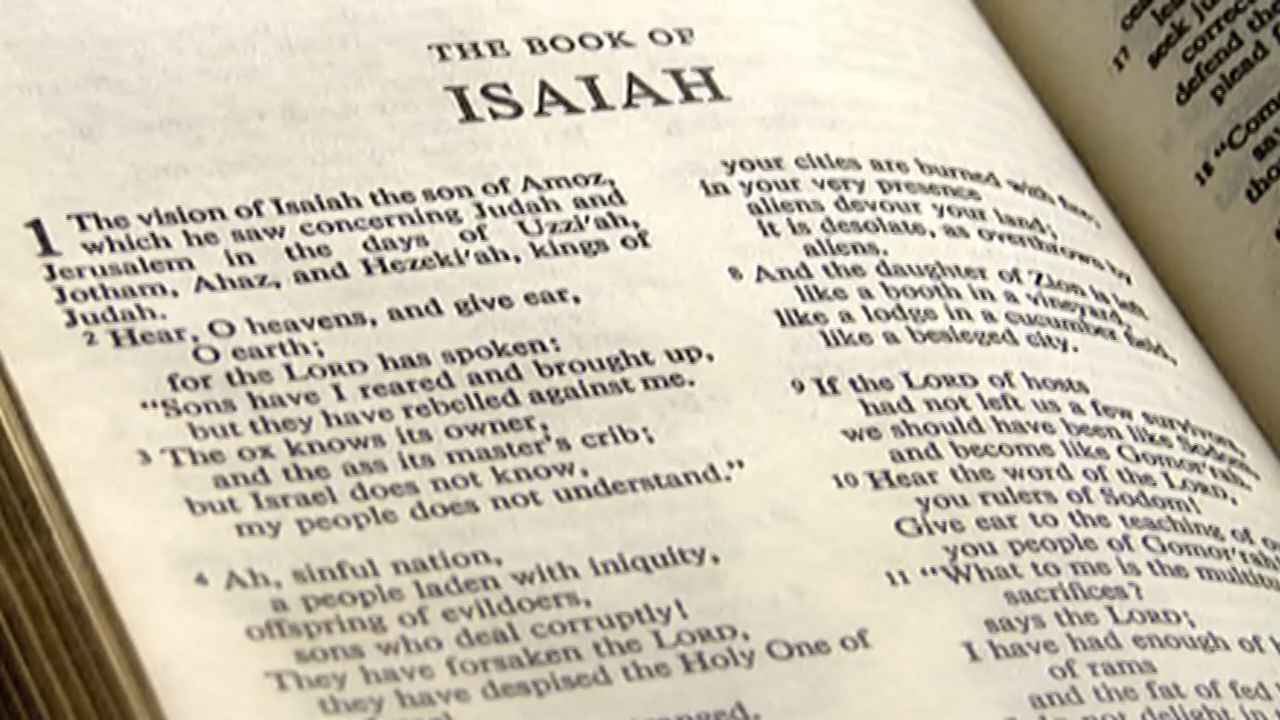 THE BOOK OF
ISAIAH
1 The vision of Isaiah the son of Amoz,
which he saw concerning Judah and
Jerusalem in the days of Uzzi'ah,
Jotham, Ahaz, and Hezeki'ah, kings of
Judah.
2 Hear, O heavens, and give ear,
O earth;
for the LORD has spoken:
“Sons have I reared and brought up,
but they have rebelled against me.
3 The ox knows its owner,
and the ass its master's crib;
but Israel does not know,
my people does not understand.”
4 Ah, sinful nation,
a people laden with iniquity,
offspring of evildoers,
sons who deal corruptly!
They have forsaken the LORD,
they have despised the Holy One of
your cities are burned with fire;
in your very presence
aliens devour your land;
it is desolate, as overthrown by
aliens.
8 And the daughter of Zion is left
like a booth in a vineyard,
like a lodge in a cucumber field,
like a besieged city.
9 If the LORD of hosts
had not left us a few survivors,
we should have been like Sodom,
and become like Gomor'rah.
10 Hear the word of the LORD,
you rulers of Sodom!
Give ear to the teaching of
you people of Gomor'rah!
11 “What to me is the
sacrifices?
says the LORD;
I have had enough of
of rams
and the fat of fed
do not delight in
17
seek
correct
defend the
plead
18 “Come